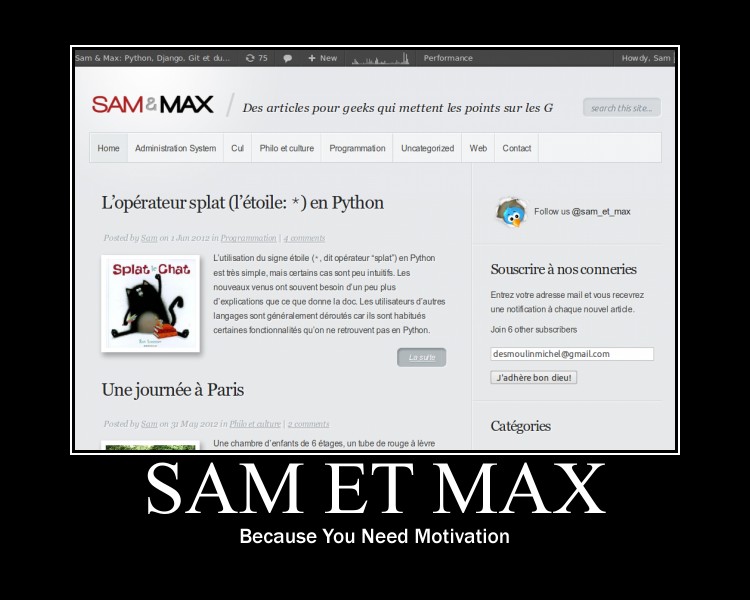 Sam & Max: Python, Django, Git et du... 75 New Performance Howdy, Sam
SAM & MAX / Des articles pour geeks qui mettent les points sur les G search this site...
Home Administration System Cul Philo et culture Programmation Uncategorized Web Contact
L'opérateur splat (l'étoile: *) en Python
Posted by Sam on 1 Jun 2012 in Programmation | 4 comments
Splat the Chat
L'utilisation du signe étoile (*, dit opérateur “splat”) en Python
est très simple, mais certains cas sont peu intuitifs. Les
nouveaux venus ont souvent besoin d'un peu plus
d'explications que ce que donne la doc. Les utilisateurs d'autres
langages sont généralement déroutés car ils sont habitués
certaines fonctionnalités qu'on ne retrouvent pas en Python.
La suite
Une journée à Paris
Posted by Sam on 31 May 2012 in Philo et culture | 2 comments
Une chambre d'enfants de 6 étages, un tube de rouge à lèvre
Follow us @sam_et_max
Souscrire à nos conneries
Entrez votre adresse mail et vous recevrez
une notification à chaque nouvel article.
Join 6 other subscribers
desmoulinmichel@gmail.com
J'adhère bon dieu!
Catégories
SAM ET MAX
Because You Need Motivation